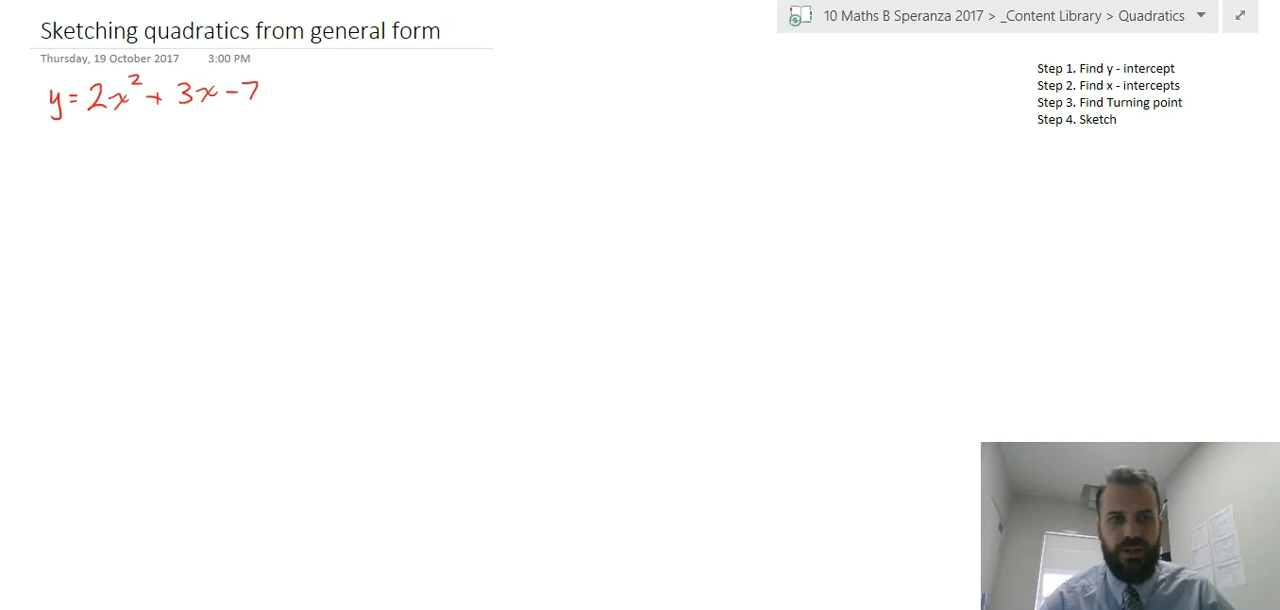 Sketching quadratics from general form
10 Maths B Speranza 2017 > _Content Library > Quadratics
Thursday, 19 October 2017 3:00 PM
y = 2x² + 3x - 7
Step 1. Find y - intercept
Step 2. Find x - intercepts
Step 3. Find Turning point
Step 4. Sketch